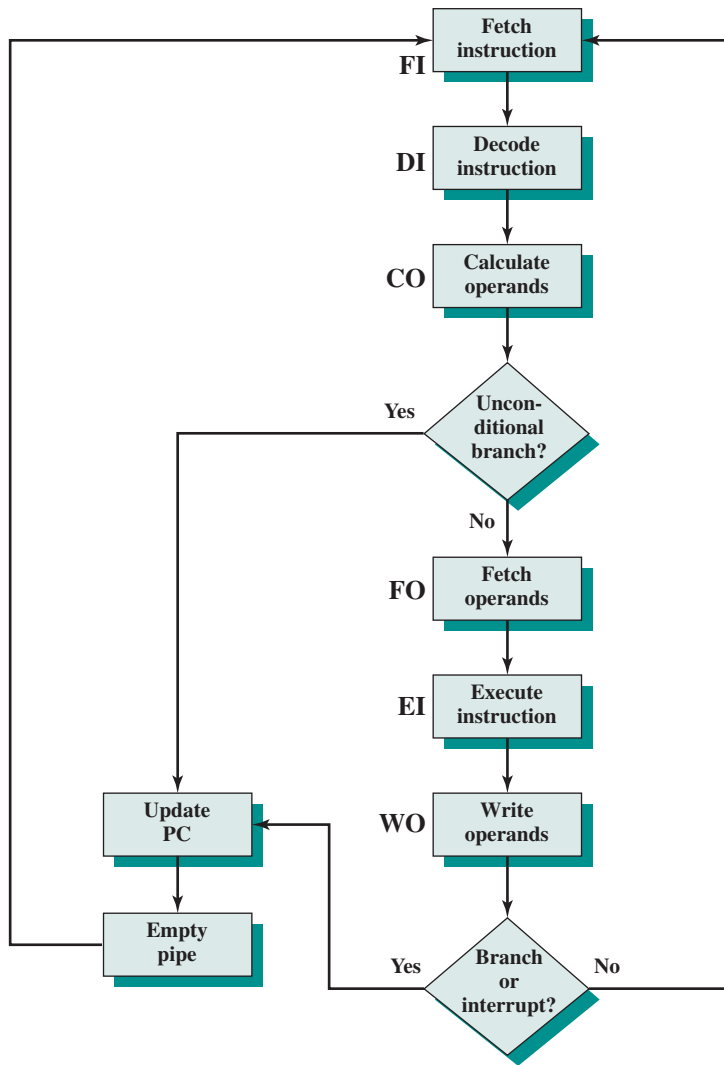 Fetch
instruction
FI
Decode
instruction
DI
Calculate
operands
CO
Uncon-
ditional
branch?
Yes
No
Fetch
operands
FO
Execute
instruction
EI
Update
PC
Write
operands
WO
Empty
pipe
Yes
Branch
or
interrupt?
No